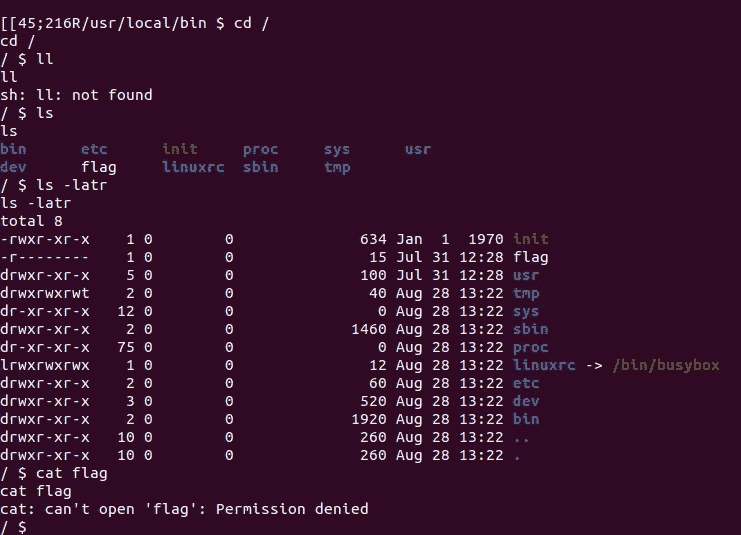 [[45;216R/usr/local/bin $ cd /
cd /
/ $ ll
ll
sh: ll: not found
/ $ ls
ls
bin      etc      init     proc     sys      usr
dev      flag     linuxrc  sbin     tmp
/ $ ls -latr
ls -latr
total 8
-rwxr-xr-x    1 0        0              634 Jan  1  1970 init
-r--------    1 0        0               15 Jul 31 12:28 flag
drwxr-xr-x    5 0        0              100 Jul 31 12:28 usr
drwxrwxrwt    2 0        0               40 Aug 28 13:22 tmp
dr-xr-xr-x   12 0        0                0 Aug 28 13:22 sys
drwxr-xr-x    2 0        0             1460 Aug 28 13:22 sbin
dr-xr-xr-x   75 0        0                0 Aug 28 13:22 proc
lrwxrwxrwx    1 0        0               12 Aug 28 13:22 linuxrc -> /bin/busybox
drwxr-xr-x    2 0        0               60 Aug 28 13:22 etc
drwxr-xr-x    3 0        0              520 Aug 28 13:22 dev
drwxr-xr-x    2 0        0             1920 Aug 28 13:22 bin
drwxr-xr-x   10 0        0              260 Aug 28 13:22 ..
drwxr-xr-x   10 0        0              260 Aug 28 13:22 .
/ $ cat flag
cat flag
cat: can't open 'flag': Permission denied
/ $